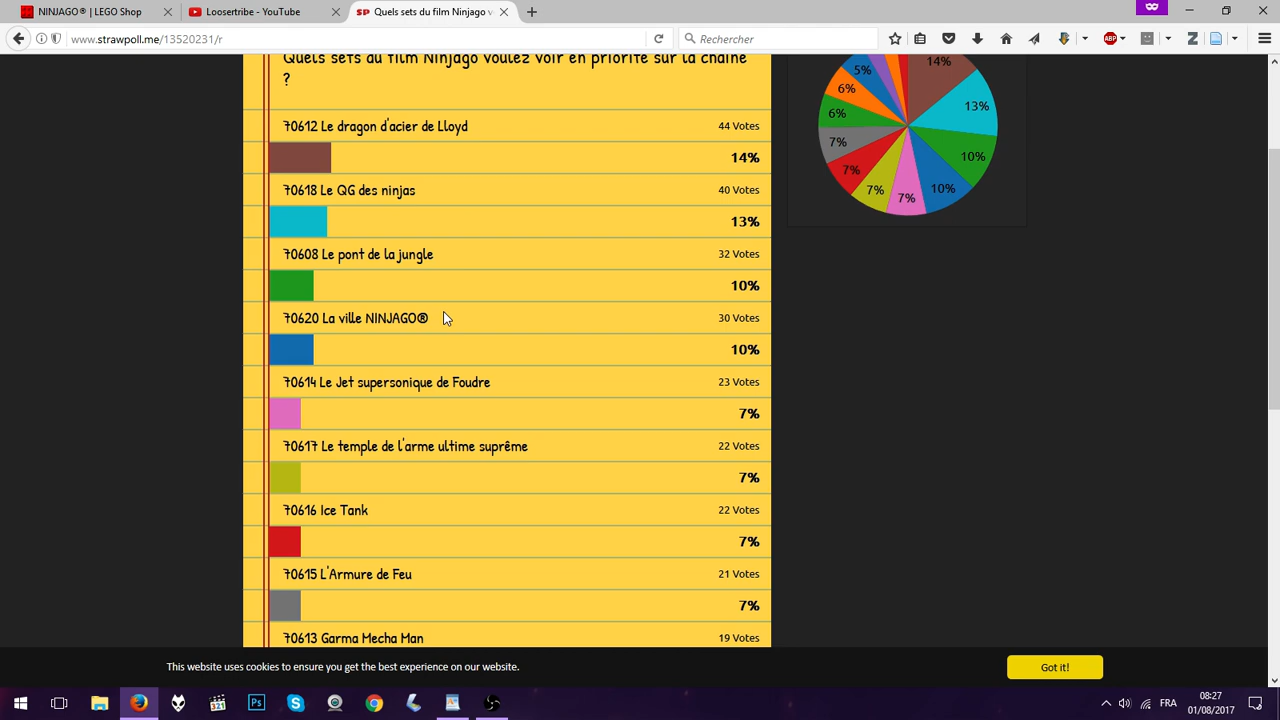 NINJAGO® | LEGO Shop
Loosertribe - YouTube
SP Quels sets du film Ninjago v
www.strawpoll.me/13520231/r
Rechercher
ABP
Quels sets du film Ninjago voulez voir en priorité sur la chaîne
?
70612 Le dragon d'acier de Lloyd 44 Votes
14%
70618 Le QG des ninjas 40 Votes
13%
70608 Le pont de la jungle 32 Votes
10%
70620 La ville NINJAGO® 30 Votes
10%
70614 Le Jet supersonique de Foudre 23 Votes
7%
70617 Le temple de l'arme ultime suprême 22 Votes
7%
70616 Ice Tank 22 Votes
7%
70615 L'Armure de Feu 21 Votes
7%
70613 Garma Mecha Man 19 Votes
14%
13%
10%
10%
7%
7%
7%
7%
6%
6%
5%
This website uses cookies to ensure you get the best experience on our website.
Got it!
Ps
FRA
08:27
01/08/2017